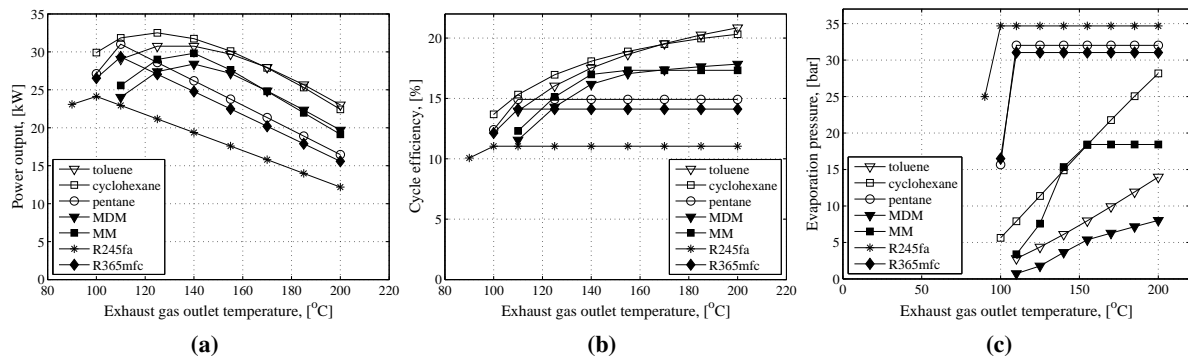 35
30
25
20
15
10
5
0
Power output, [kW]
toluene
cyclohexane
pentane
MDM
MM
R245fa
R365mfc
80 100 120 140 160 180 200
Exhaust gas outlet temperature, [°C]
(a)
20
15
10
5
0
Cycle efficiency, [%]
toluene
cyclohexane
pentane
MDM
MM
R245fa
R365mfc
80 100 120 140 160 180 200
Exhaust gas outlet temperature, [°C]
(b)
35
30
25
20
15
10
5
0
Evaporation pressure, [bar]
toluene
cyclohexane
pentane
MDM
MM
R245fa
R365mfc
0 50 100 150 200
Exhaust gas outlet temperature, [°C]
(c)